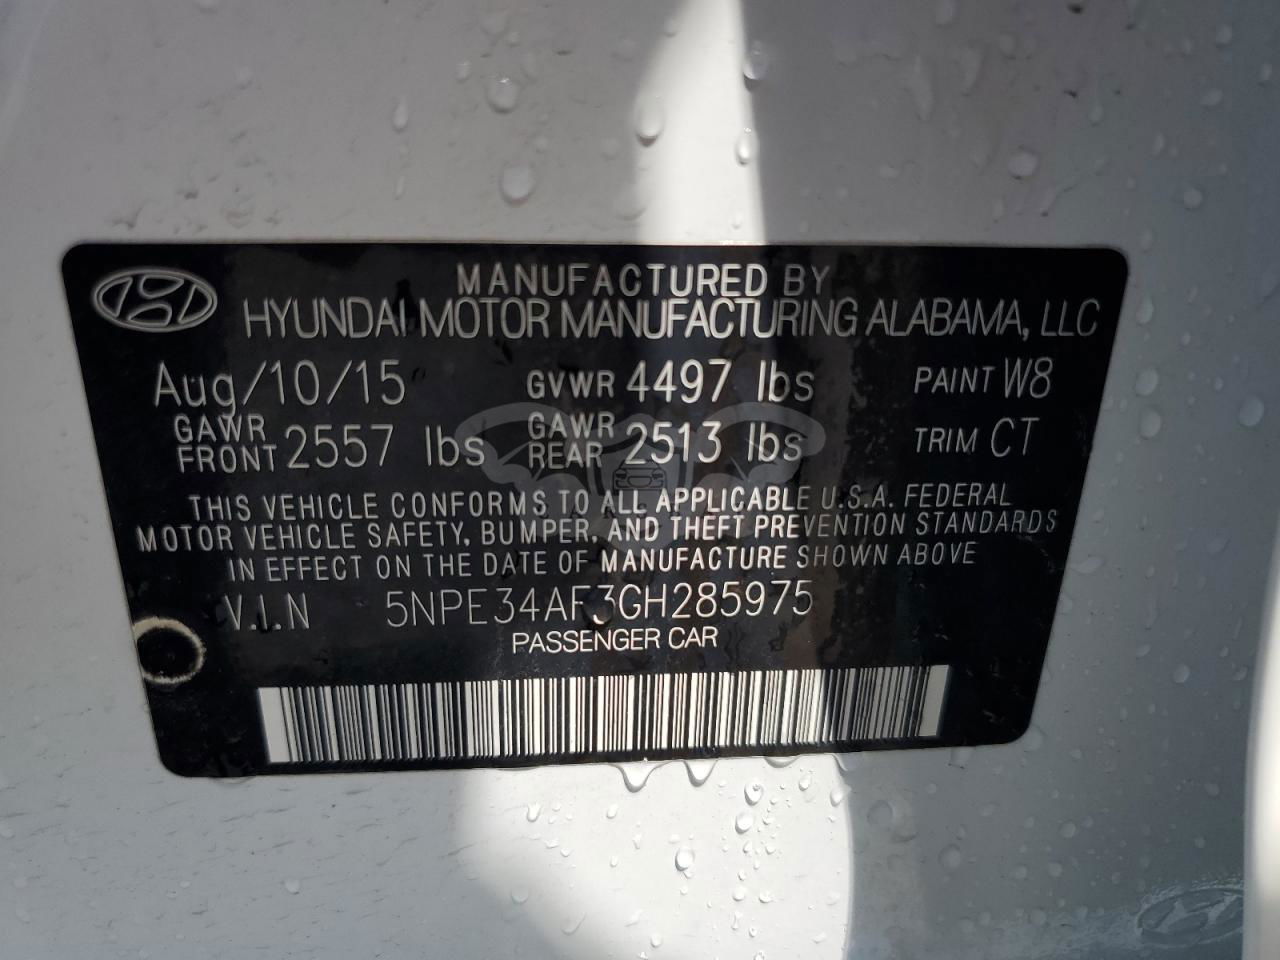 MANUFACTURED BY
HYUNDAI MOTOR MANUFACTURING ALABAMA, LLC
Aug/10/15 GVWR 4497 lbs PAINT W8
GAWR FRONT 2557 lbs GAWR REAR 2513 lbs TRIM CT
THIS VEHICLE CONFORMS TO ALL APPLICABLE U.S.A. FEDERAL
MOTOR VEHICLE SAFETY, BUMPER, AND THEFT PREVENTION STANDARDS
IN EFFECT ON THE DATE OF MANUFACTURE SHOWN ABOVE
V.I.N 5NPE34AF3GH285975
PASSENGER CAR